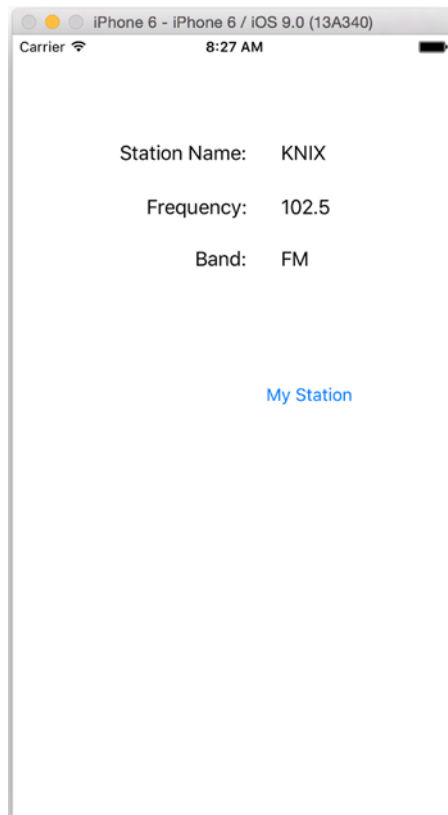 iPhone 6 - iPhone 6 / iOS 9.0 (13A340)
Carrier 8:27 AM
Station Name: KNIX
Frequency: 102.5
Band: FM
My Station